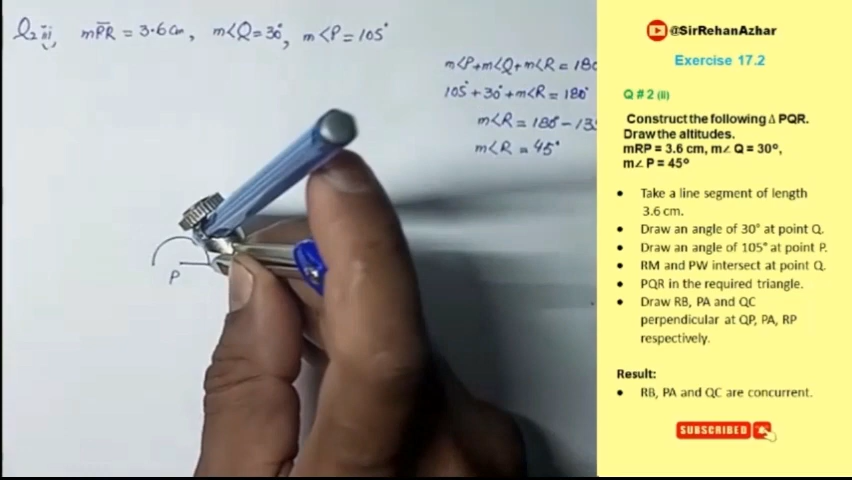 Q2 iii, mPR = 3.6 cm, m∠Q = 30°, m∠P = 105°
m∠P + m∠Q + m∠R = 180
105° + 30° + m∠R = 180°
m∠R = 180° - 135
m∠R = 45°
P
@SirRehanAzhar
Exercise 17.2
Q # 2 (ii)
Construct the following Δ PQR.
Draw the altitudes.
mRP = 3.6 cm, m∠ Q = 30°,
m∠ P = 45°
• Take a line segment of length
3.6 cm.
• Draw an angle of 30° at point Q.
• Draw an angle of 105° at point P.
• RM and PW intersect at point Q.
• PQR in the required triangle.
• Draw RB, PA and QC
perpendicular at QP, PA, RP
respectively.
Result:
• RB, PA and QC are concurrent.
SUBSCRIBED